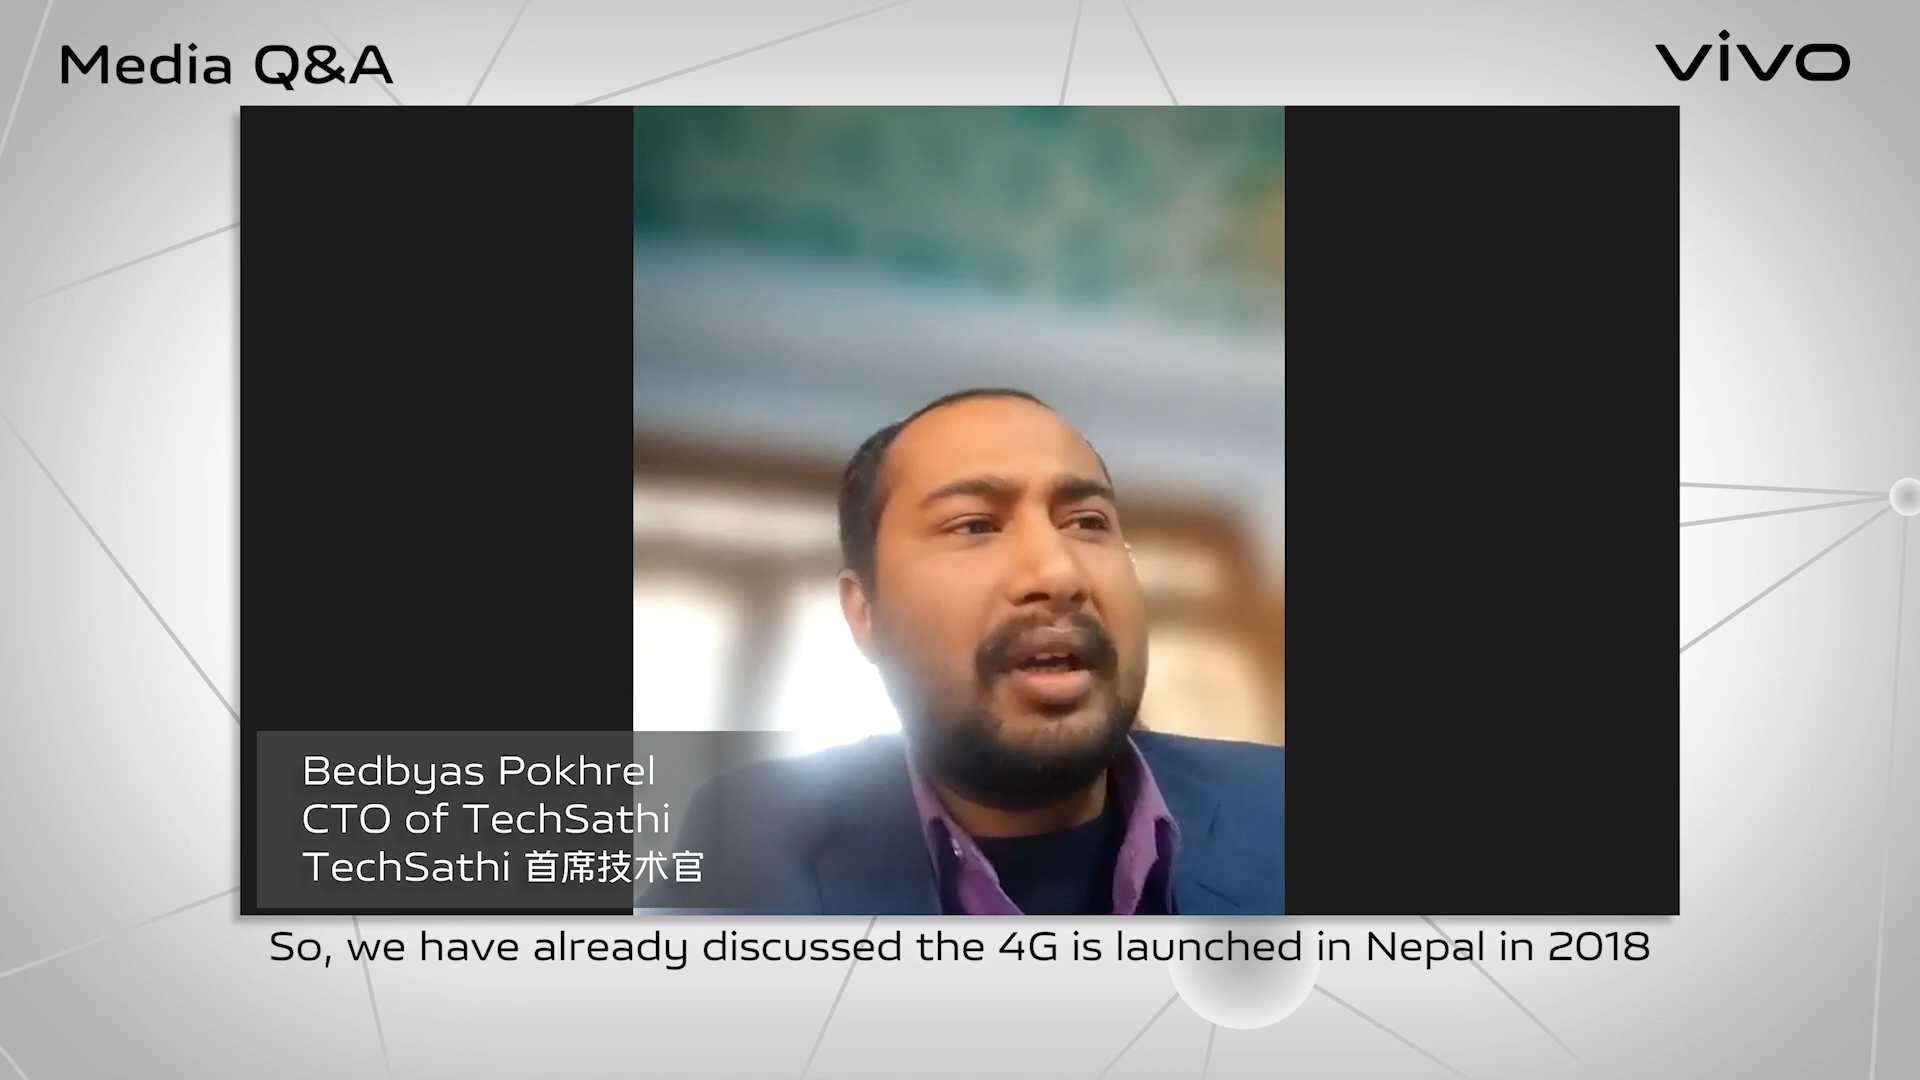 Media Q&A
vivo
Bedbyas Pokhrel
CTO of TechSathi
TechSathi 首席技术官
So, we have already discussed the 4G is launched in Nepal in 2018